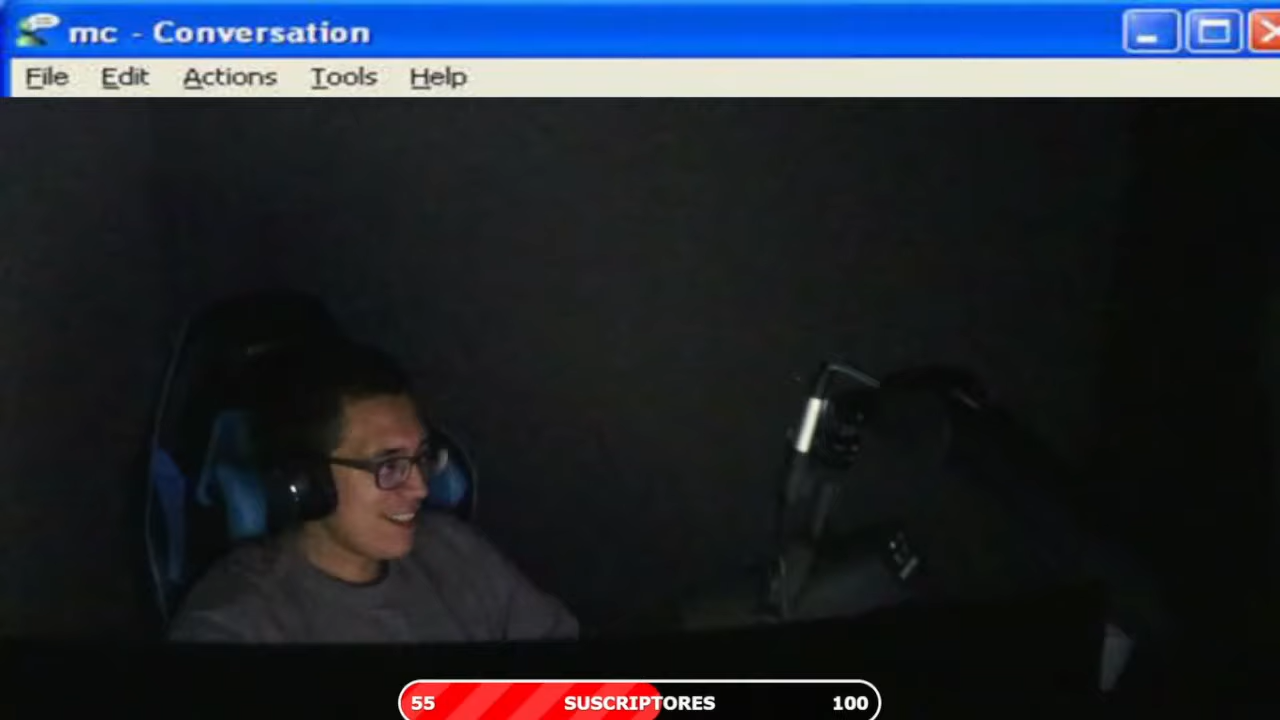 mc - Conversation
File Edit Actions Tools Help
55 SUSCRIPTORES 100